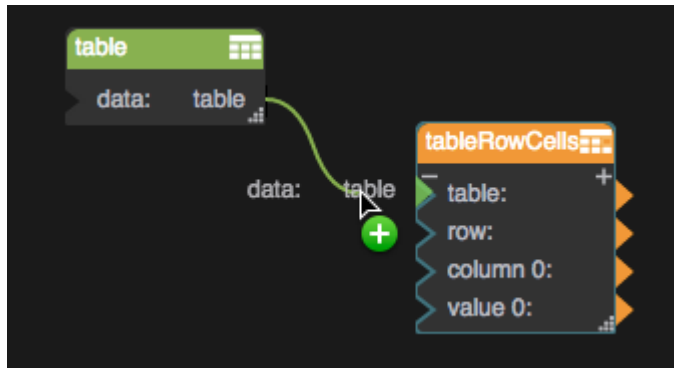 table
data: table
tableRowCells
data: table
table:
row:
column 0:
value 0: